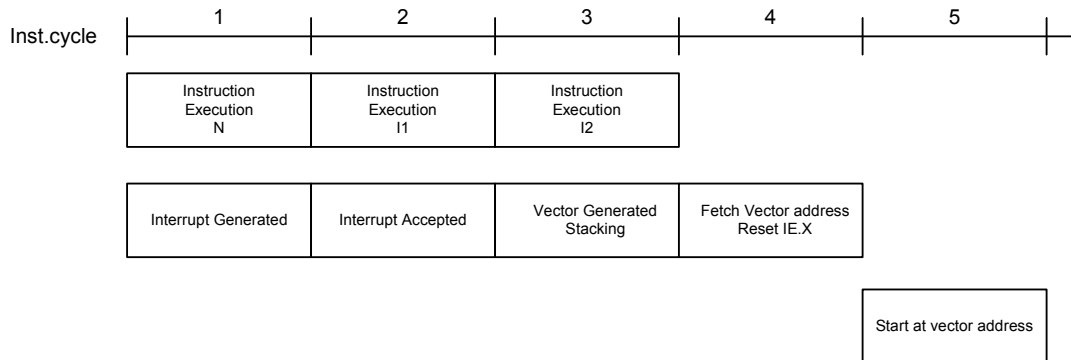 1 2 3 4 5
Inst.cycle
Instruction
Execution
N
Instruction
Execution
I1
Instruction
Execution
I2
Interrupt Generated
Interrupt Accepted
Vector Generated
Stacking
Fetch Vector address
Reset IE.X
Start at vector address